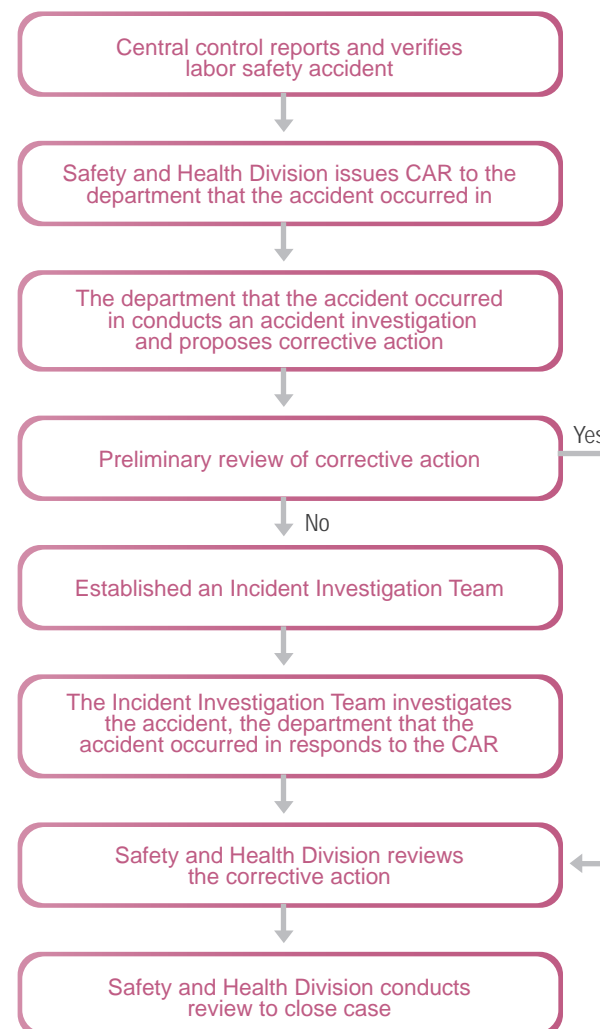 Central control reports and verifies
labor safety accident
Safety and Health Division issues CAR to the
department that the accident occurred in
The department that the accident occurred
in conducts an accident investigation
and proposes corrective action
Preliminary review of corrective action
Yes
No
Established an Incident Investigation Team
The Incident Investigation Team investigates
the accident, the department that the
accident occurred in responds to the CAR
Safety and Health Division reviews
the corrective action
Safety and Health Division conducts
review to close case